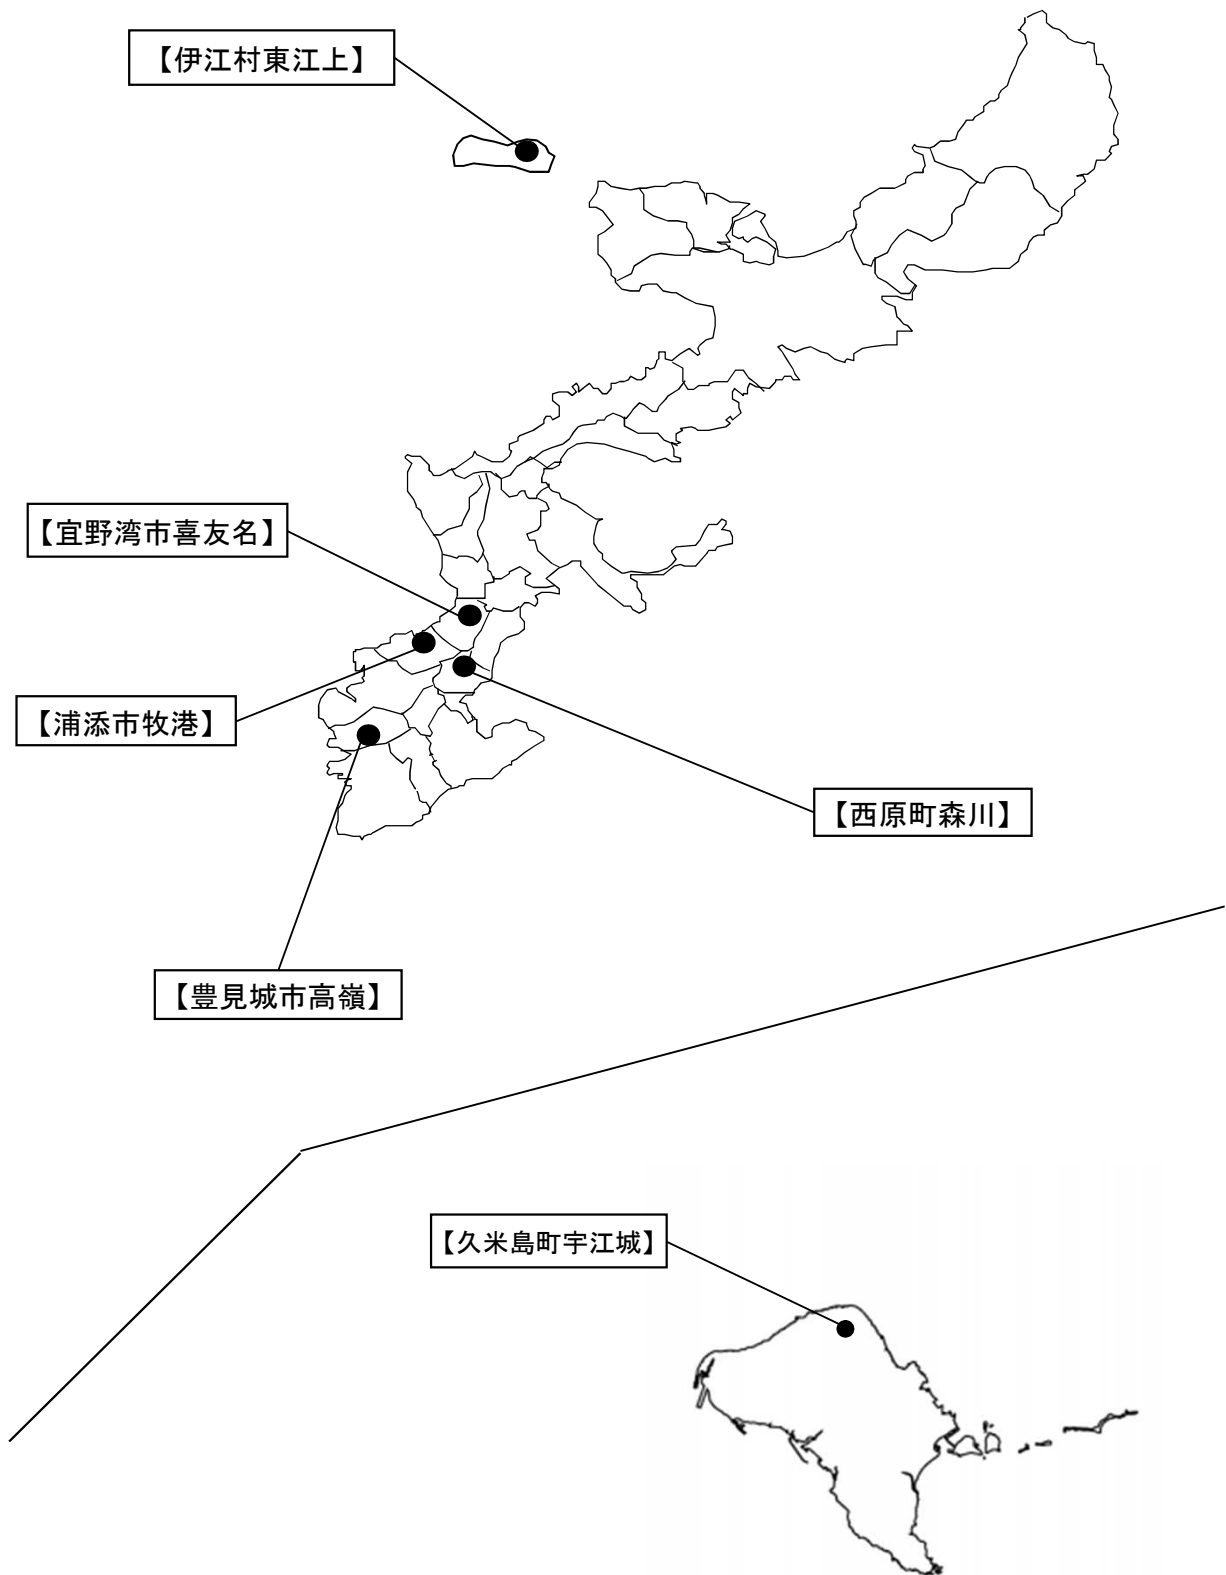 【伊江村東江上】
【宜野湾市喜友名】
【浦添市牧港】
【西原町森川】
【豊見城市高嶺】
【久米島町宇江城】